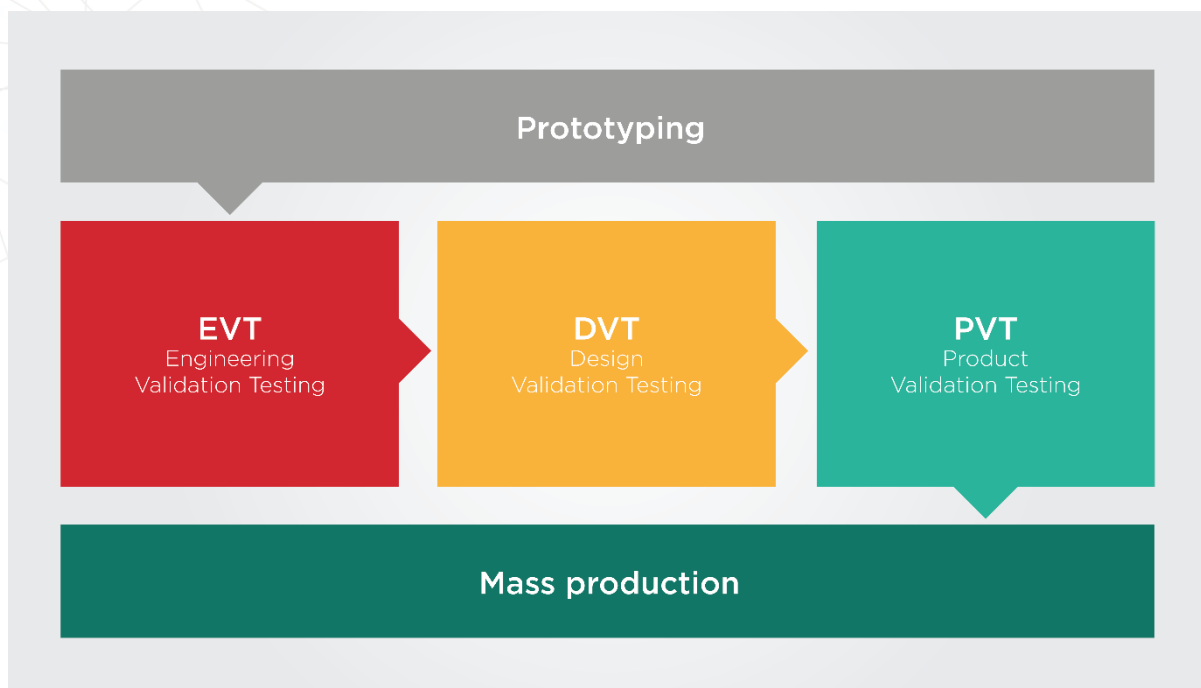 Prototyping
EVT
Engineering
Validation Testing
DVT
Design
Validation Testing
PVT
Product
Validation Testing
Mass production